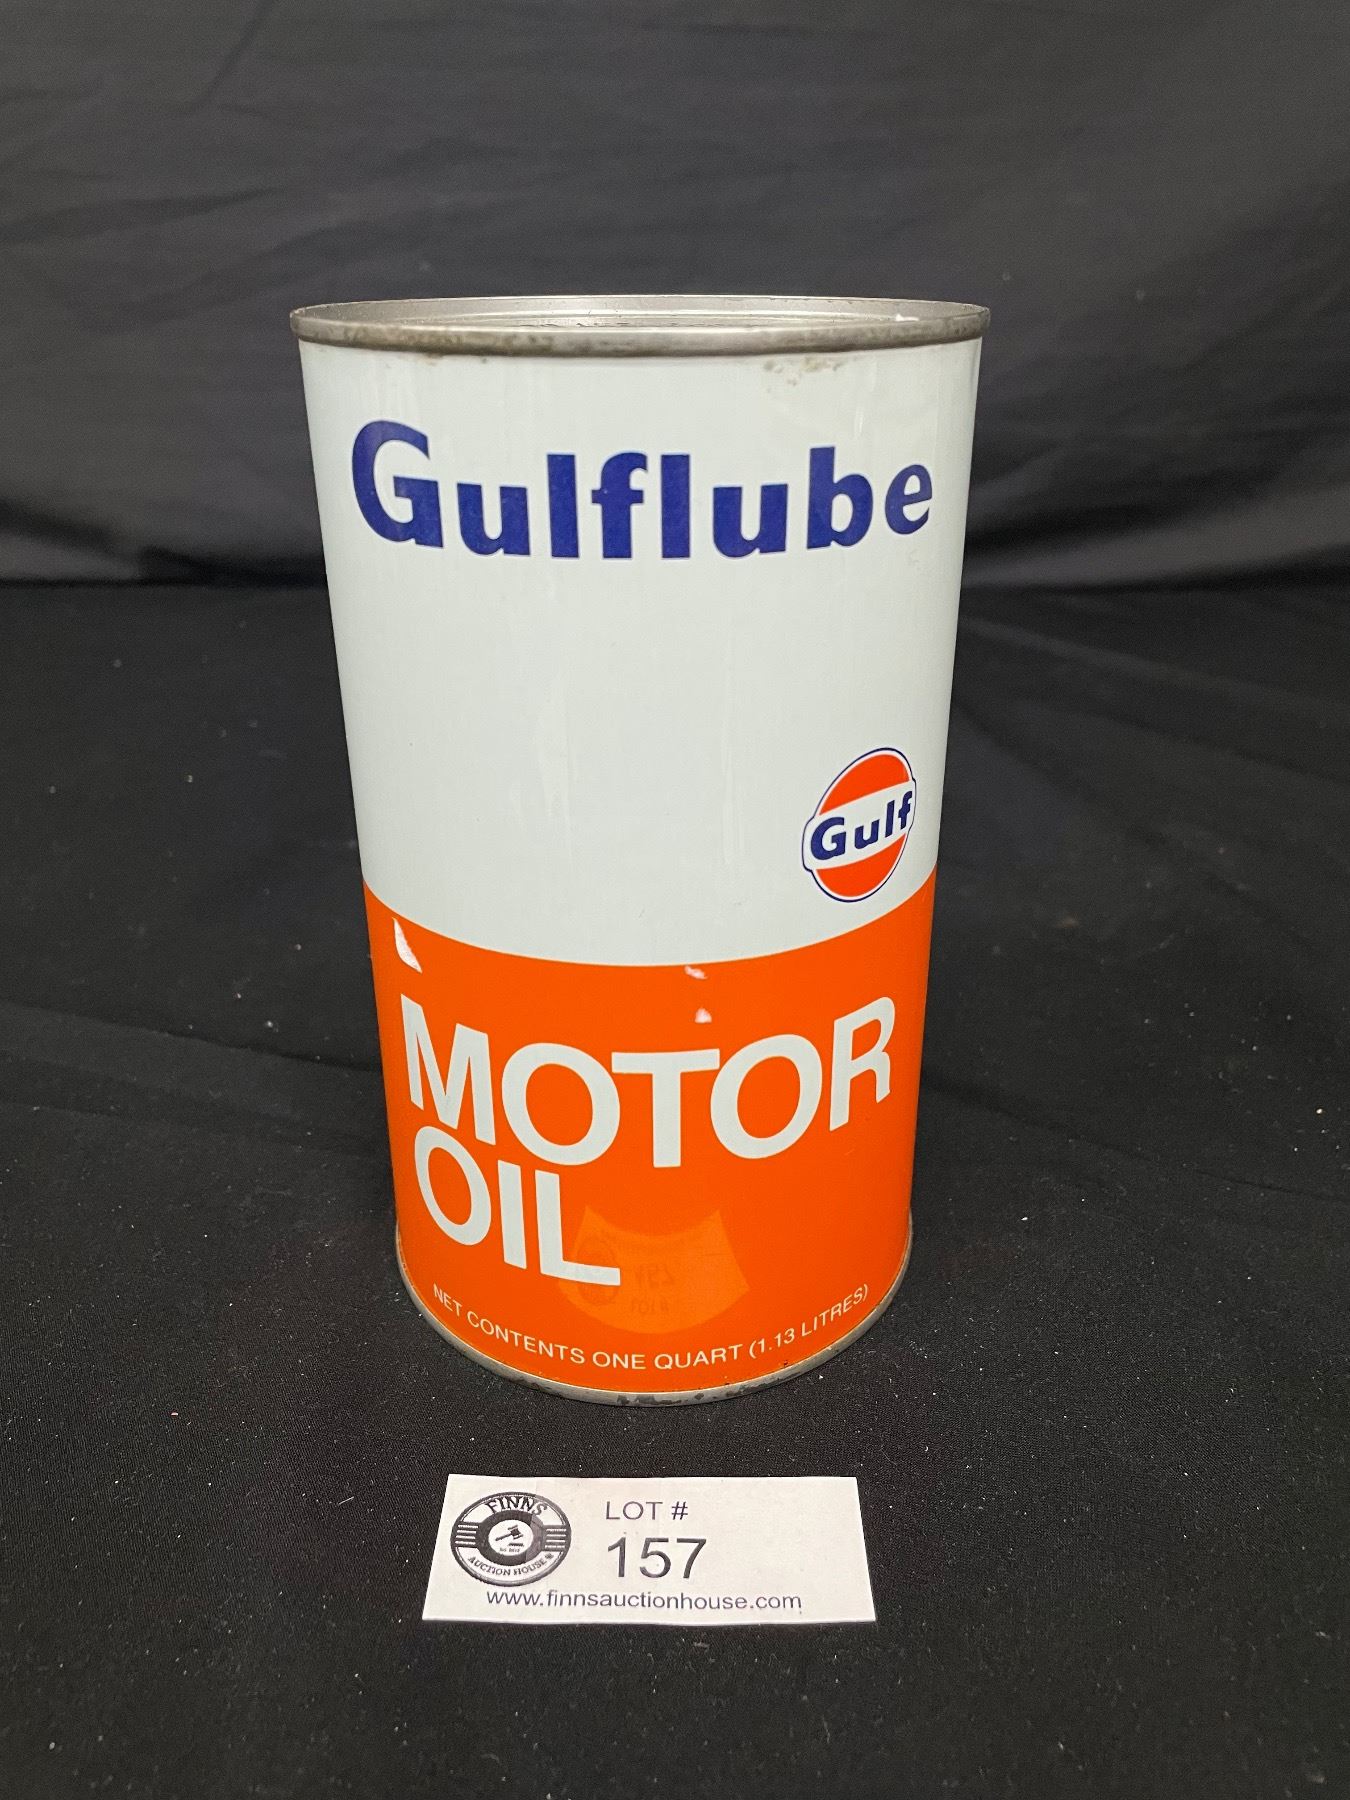 Gulflube
Gulf
MOTOR
OIL
NET CONTENTS ONE QUART (1.13 LITRES)
FINNS
AUCTION HOUSE
LOT #
157
www.finnsauctionhouse.com